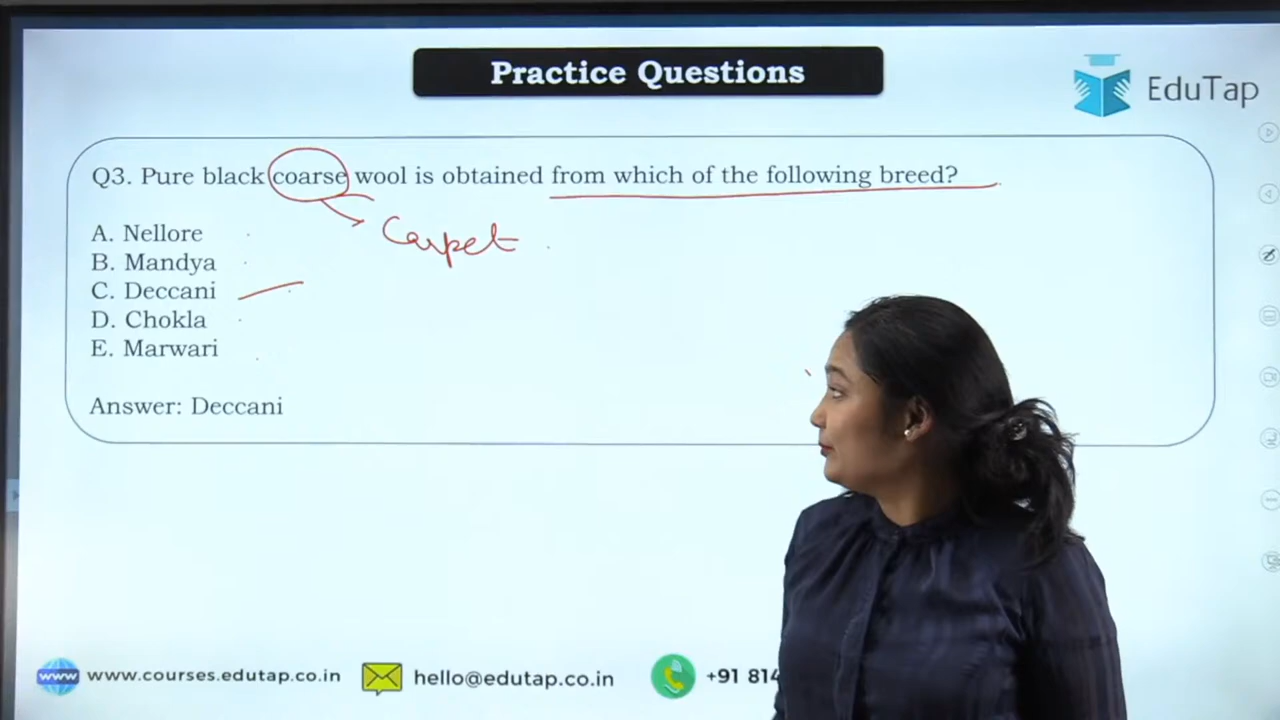 Practice Questions
EduTap
Q3. Pure black coarse wool is obtained from which of the following breed?
Carpet
A. Nellore
B. Mandya
C. Deccani
D. Chokla
E. Marwari
Answer: Deccani
www.courses.edutap.co.in
hello@edutap.co.in
+91 814